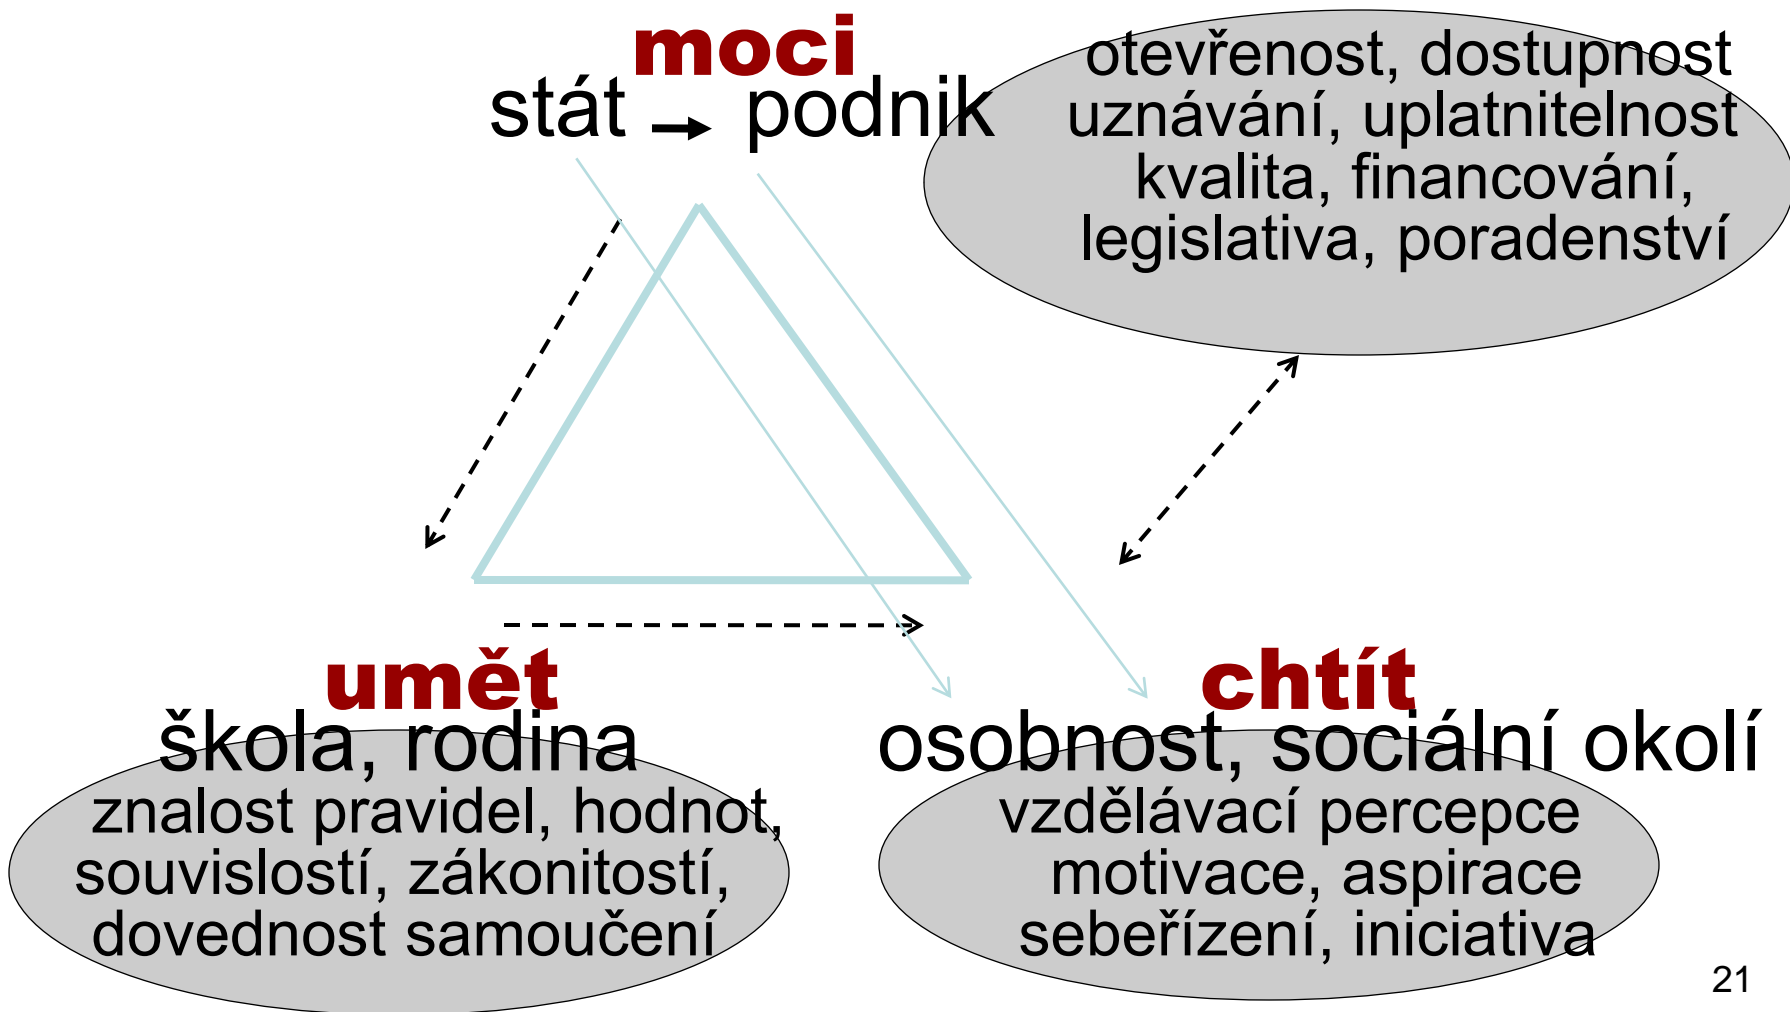 moci
stát podnik
otevřenost, dostupnost
uznávání, uplatnitelnost
kvalita, financování,
legislativa, poradenství
umět
škola, rodina
znalost pravidel, hodnot,
souvislostí, zákonitostí,
dovednost samoučení
chtít
osobnost, sociální okolí
vzdělávací percepce
motivace, aspirace
sebeřízení, iniciativa
21